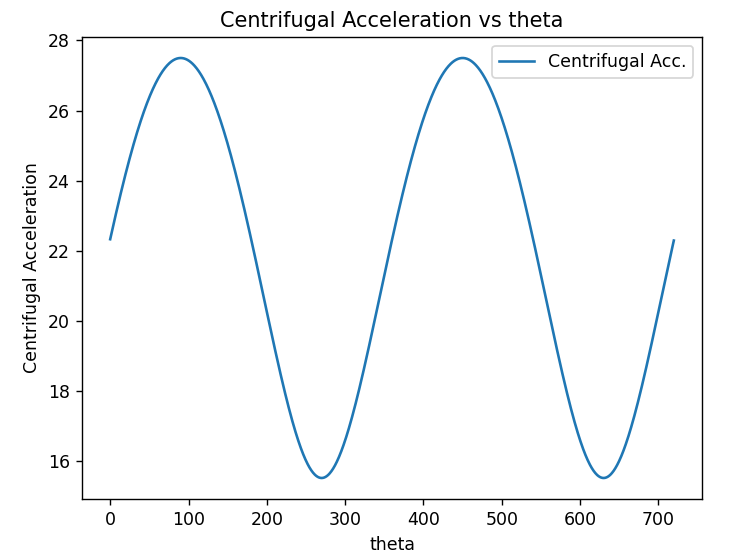 Centrifugal Acceleration vs theta
Centrifugal Acc.
28
26
24
22
20
18
16
Centrifugal Acceleration
0 100 200 300 400 500 600 700
theta